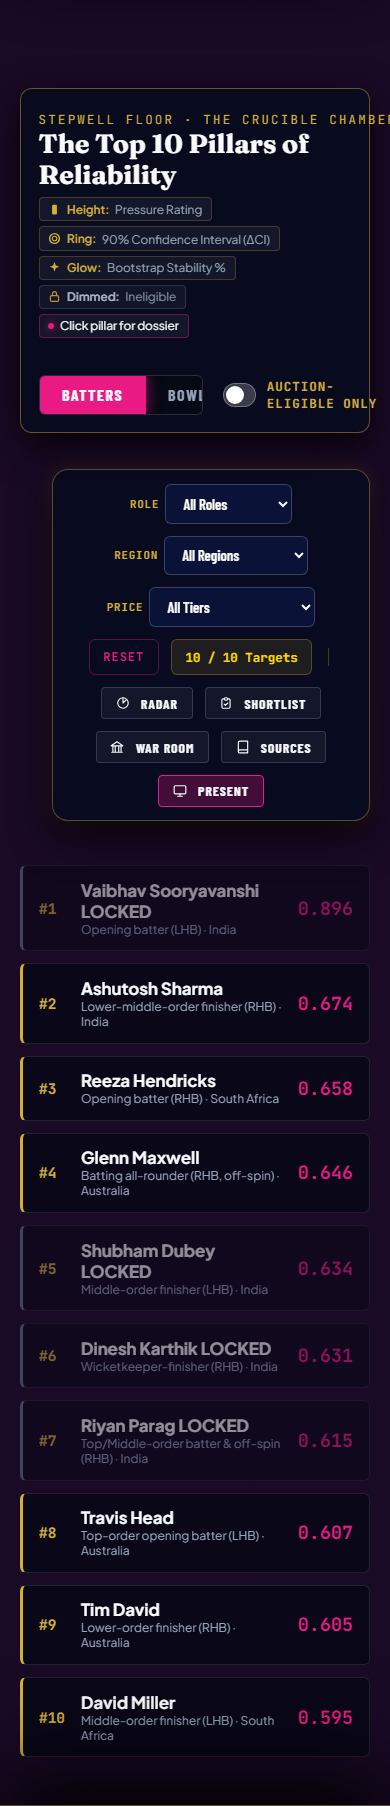 STEPWELL FLOOR · THE CRUCIBLE CHAMBE
The Top 10 Pillars of
Reliability
Height: Pressure Rating
Ring: 90% Confidence Interval (ΔCI)
Glow: Bootstrap Stability %
Dimmed: Ineligible
Click pillar for dossier
BATTERS BOWL
AUCTION-
ELIGIBLE ONLY
ROLE All Roles
REGION All Regions
PRICE All Tiers
RESET 10 / 10 Targets
RADAR SHORTLIST
WAR ROOM SOURCES
PRESENT
#1 Vaibhav Sooryavanshi
LOCKED 0.896
Opening batter (LHB) · India
#2 Ashutosh Sharma 0.674
Lower-middle-order finisher (RHB) ·
India
#3 Reeza Hendricks 0.658
Opening batter (RHB) · South Africa
#4 Glenn Maxwell 0.646
Batting all-rounder (RHB, off-spin) ·
Australia
#5 Shubham Dubey
LOCKED 0.634
Middle-order finisher (LHB) · India
#6 Dinesh Karthik LOCKED 0.631
Wicketkeeper-finisher (RHB) · India
#7 Riyan Parag LOCKED 0.615
Top/Middle-order batter & off-spin
(RHB) · India
#8 Travis Head 0.607
Top-order opening batter (LHB) ·
Australia
#9 Tim David 0.605
Lower-order finisher (RHB) ·
Australia
#10 David Miller 0.595
Middle-order finisher (LHB) · South
Africa